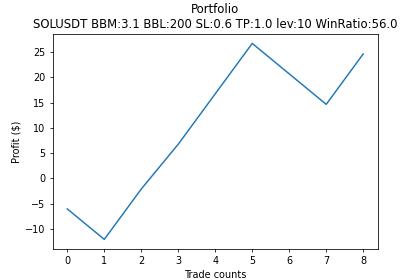 Portfolio
SOLUSDT BBM:3.1 BBL:200 SL:0.6 TP:1.0 lev:10 WinRatio:56.0
Profit ($)
25
20
15
10
5
0
−5
−10
0 1 2 3 4 5 6 7 8
Trade counts